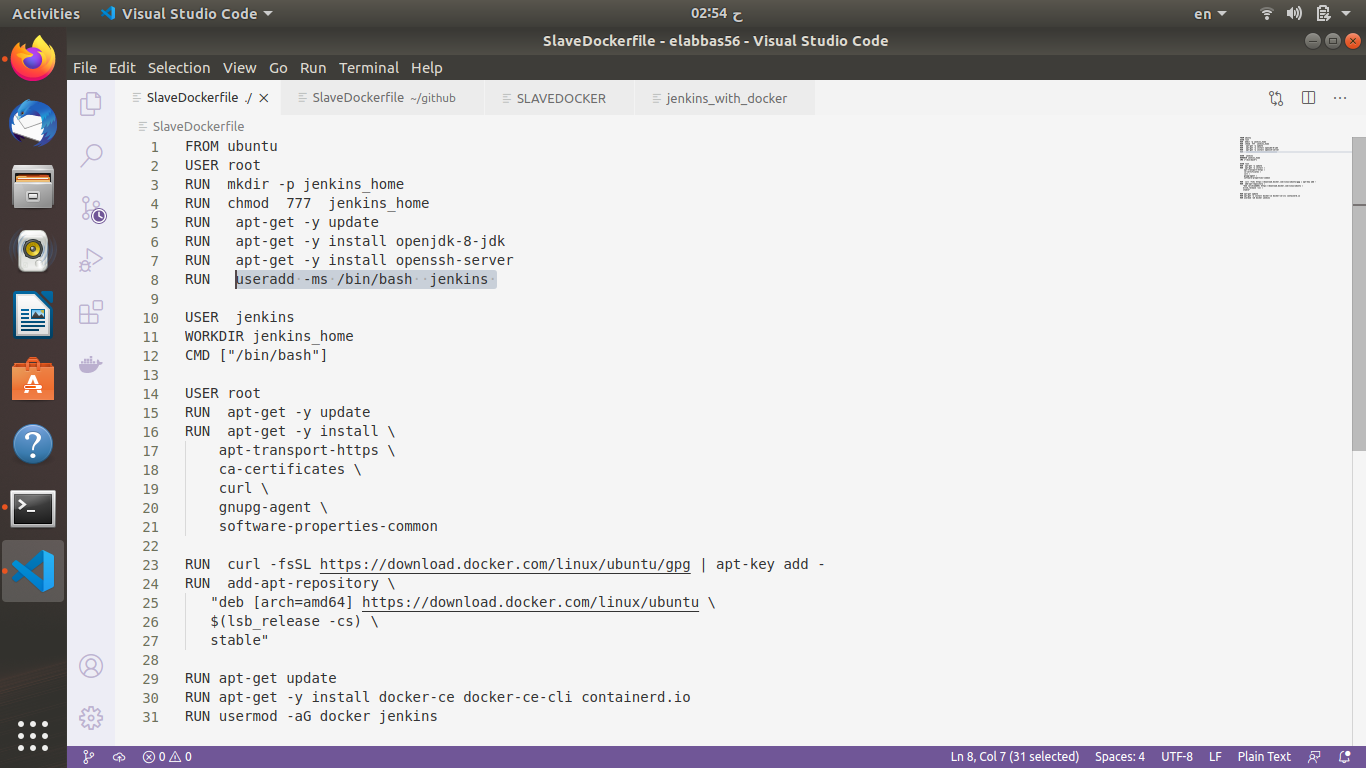 Activities Visual Studio Code en
ح 02:54
SlaveDockerfile - elabbas56 - Visual Studio Code
File Edit Selection View Go Run Terminal Help
SlaveDockerfile ./ SlaveDockerfile ~/github SLAVEDOCKER jenkins_with_docker
SlaveDockerfile
1 FROM ubuntu
2 USER root
3 RUN  mkdir -p jenkins_home
4 RUN  chmod  777  jenkins_home
5 RUN   apt-get -y update
6 RUN   apt-get -y install openjdk-8-jdk
7 RUN   apt-get -y install openssh-server
8 RUN   useradd -ms /bin/bash  jenkins
9
10 USER  jenkins
11 WORKDIR jenkins_home
12 CMD ["/bin/bash"]
13
14 USER root
15 RUN  apt-get -y update
16 RUN  apt-get -y install \
17     apt-transport-https \
18     ca-certificates \
19     curl \
20     gnupg-agent \
21     software-properties-common
22
23 RUN  curl -fsSL https://download.docker.com/linux/ubuntu/gpg | apt-key add -
24 RUN  add-apt-repository \
25    "deb [arch=amd64] https://download.docker.com/linux/ubuntu \
26    $(lsb_release -cs) \
27    stable"
28
29 RUN apt-get update
30 RUN apt-get -y install docker-ce docker-ce-cli containerd.io
31 RUN usermod -aG docker jenkins
0 0 Ln 8, Col 7 (31 selected) Spaces: 4 UTF-8 LF Plain Text